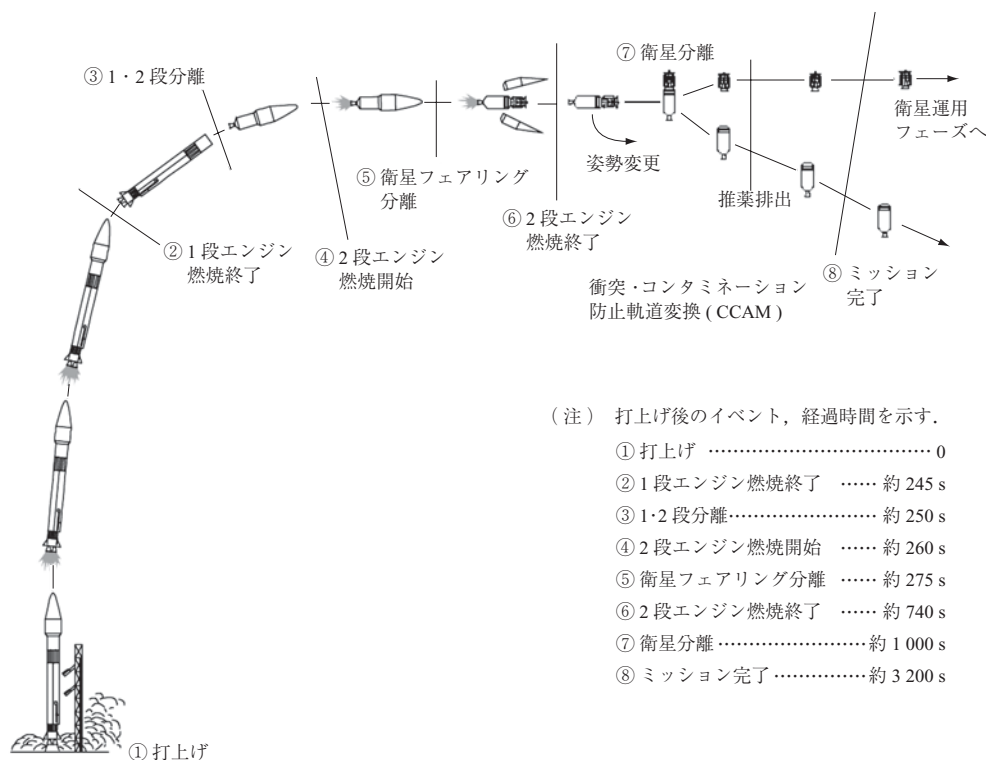 ⑦ 衛星分離
③ 1・2 段分離
衛星運用
フェーズへ
姿勢変更
⑤ 衛星フェアリング
分離
推薬排出
⑥ 2 段エンジン
燃焼終了
② 1 段エンジン
燃焼終了
④ 2 段エンジン
燃焼開始
⑧ ミッション
完了
衝突・コンタミネーション
防止軌道変換 ( CCAM )
（注） 打上げ後のイベント，経過時間を示す．
① 打上げ ……………………………… 0
② 1 段エンジン燃焼終了 …… 約 245 s
③ 1・2 段分離………………… 約 250 s
④ 2 段エンジン燃焼開始 …… 約 260 s
⑤ 衛星フェアリング分離 …… 約 275 s
⑥ 2 段エンジン燃焼終了 …… 約 740 s
⑦ 衛星分離 …………………約 1 000 s
⑧ ミッション完了 ……………約 3 200 s
① 打上げ